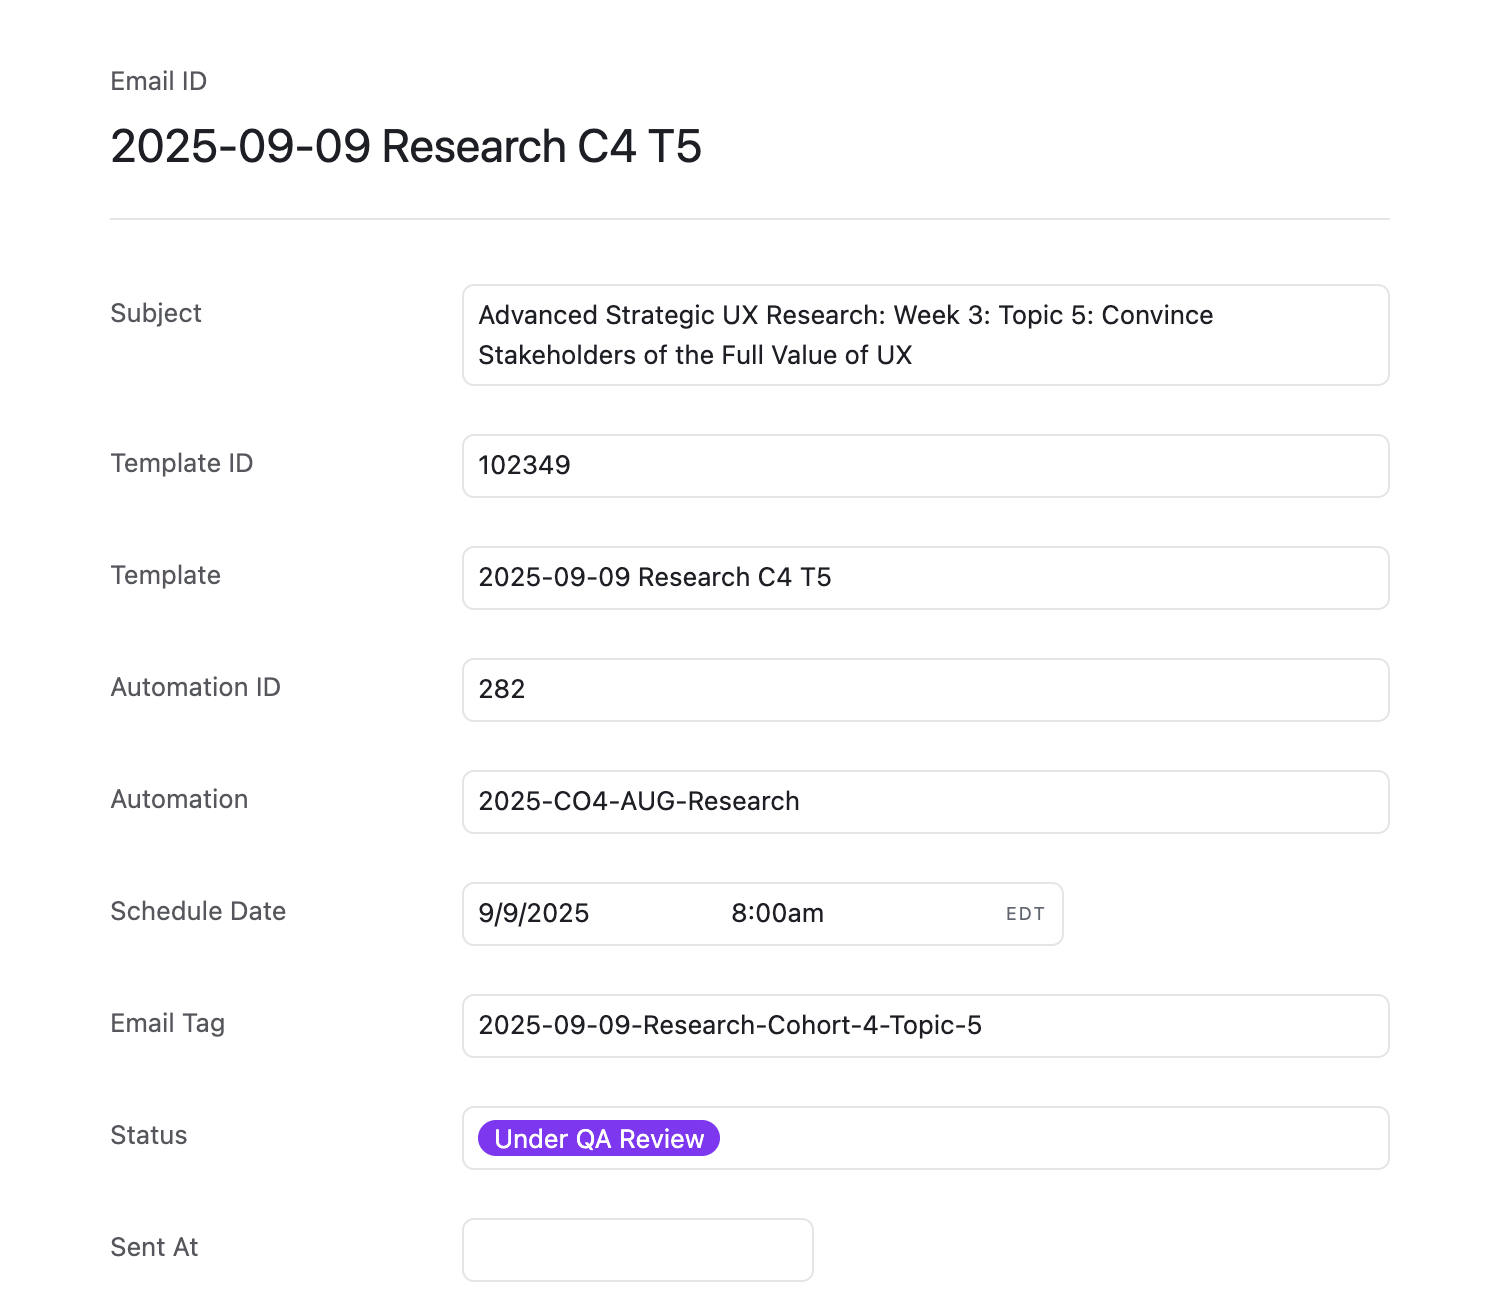 Email ID
2025-09-09 Research C4 T5
Subject
Advanced Strategic UX Research: Week 3: Topic 5: Convince
Stakeholders of the Full Value of UX
Template ID
102349
Template
2025-09-09 Research C4 T5
Automation ID
282
Automation
2025-CO4-AUG-Research
Schedule Date
9/9/2025 8:00am EDT
Email Tag
2025-09-09-Research-Cohort-4-Topic-5
Status
Under QA Review
Sent At